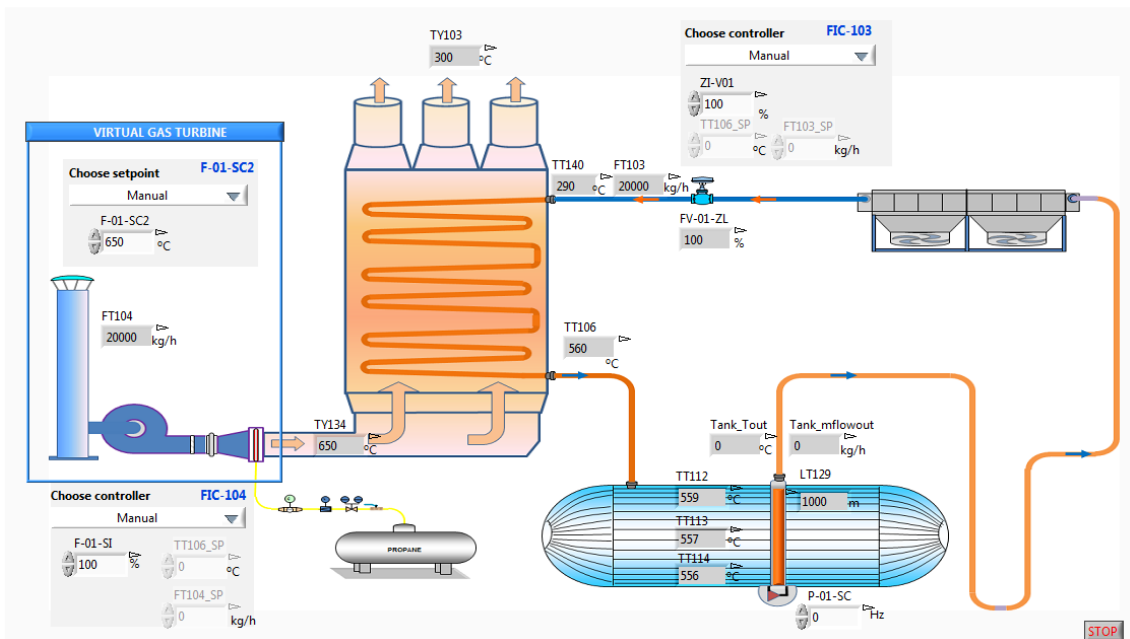 TY103
300
°C
Choose controller FIC-103
Manual
ZI-V01
100
%
TT106_SP FT103_SP
0 °C 0 kg/h
VIRTUAL GAS TURBINE
Choose setpoint F-01-SC2
Manual
F-01-SC2
650 °C
TT140 FT103
290 °C 20000 kg/h
FV-01-ZL
100 %
FT104
20000 kg/h
TT106
560
°C
TY134
650 °C
Tank_Tout Tank_mflowout
0 °C 0 kg/h
Choose controller FIC-104
Manual
F-01-SI TT106_SP
100 % 0 °C
FT104_SP
0 kg/h
PROPANE
TT112 LT129
559 °C 1000 m
TT113
557 °C
TT114
556 °C
P-01-SC
0 Hz
STOP